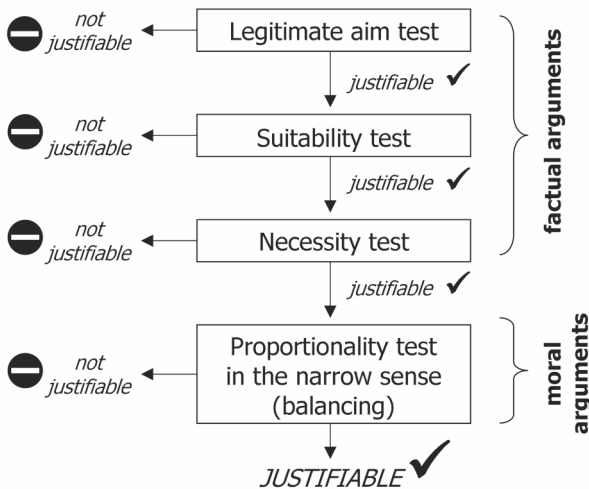 not
justifiable
Legitimate aim test
justifiable
not
justifiable
Suitability test
justifiable
not
justifiable
Necessity test
justifiable
factual arguments
not
justifiable
Proportionality test
in the narrow sense
(balancing)
moral
arguments
JUSTIFIABLE